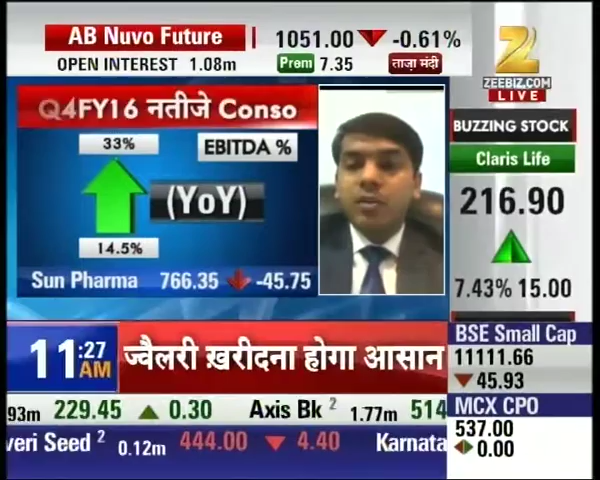 AB Nuvo Future
1051.00 -0.61%
OPEN INTEREST 1.08m
Prem 7.35
ताज़ा मंदी
ZEEBIZ.COM
LIVE
Q4FY16 नतीजे Conso
33%
EBITDA %
(YoY)
14.5%
Sun Pharma 766.35 -45.75
BUZZING STOCK
Claris Life
216.90
7.43% 15.00
11:27
AM
ज्वैलरी ख़रीदना होगा आसान
BSE Small Cap
11111.66
45.93
MCX CPO
537.00
0.00
93m 229.45 0.30 Axis Bk 2 1.77m 514
veri Seed 2 0.12m 444.00 4.40 Karnata